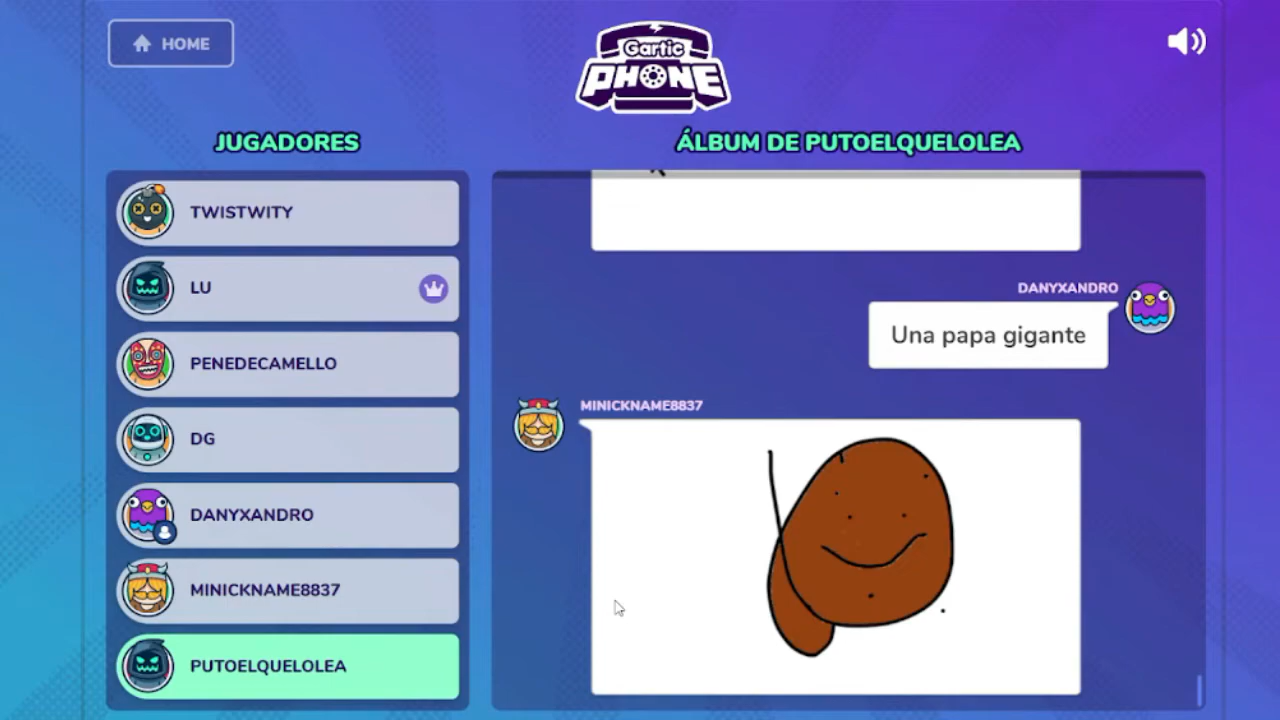 HOME
Gartic
PHONE
JUGADORES
ÁLBUM DE PUTOELQUELOLEA
TWISTWITY
LU
PENEDECAMELLO
DG
DANYXANDRO
MINICKNAME8837
PUTOELQUELOLEA
DANYXANDRO
Una papa gigante
MINICKNAME8837